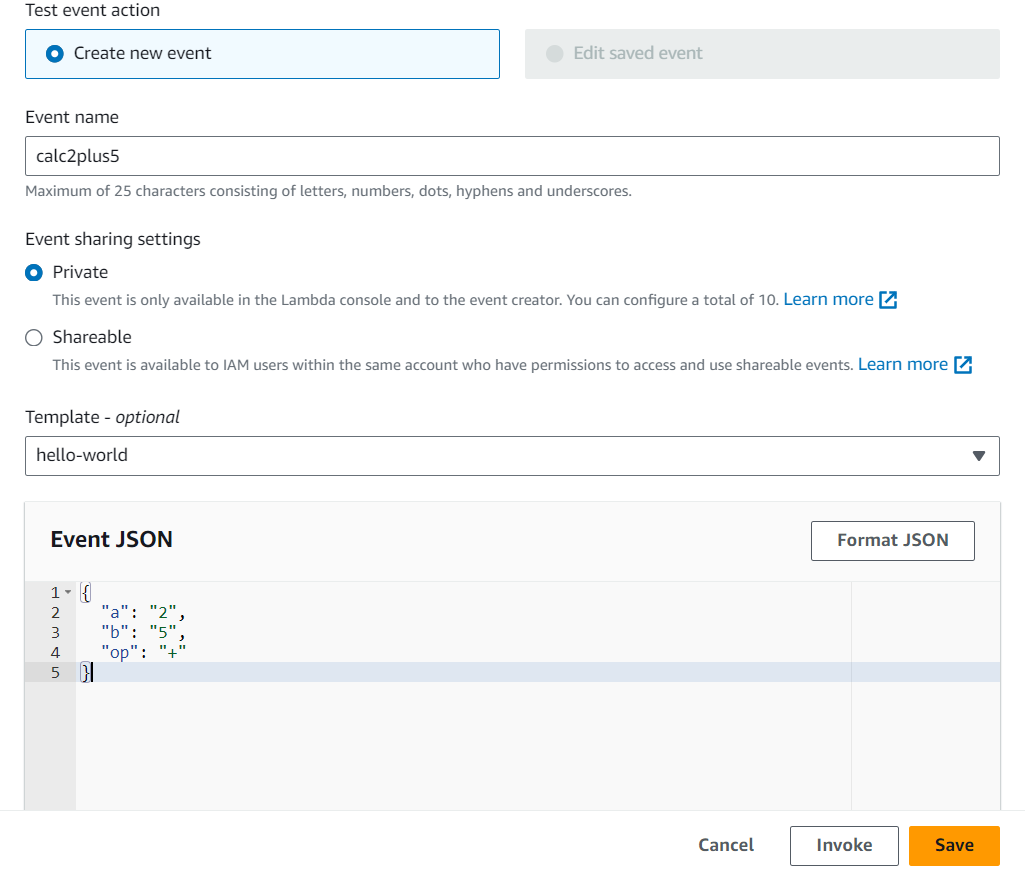 Test event action
Create new event
Edit saved event
Event name
calc2plus5
Maximum of 25 characters consisting of letters, numbers, dots, hyphens and underscores.
Event sharing settings
Private
This event is only available in the Lambda console and to the event creator. You can configure a total of 10. Learn more
Shareable
This event is available to IAM users within the same account who have permissions to access and use shareable events. Learn more
Template - optional
hello-world
Event JSON
Format JSON
1 {
2 "a": "2",
3 "b": "5",
4 "op": "+"
5 }
Cancel
Invoke
Save